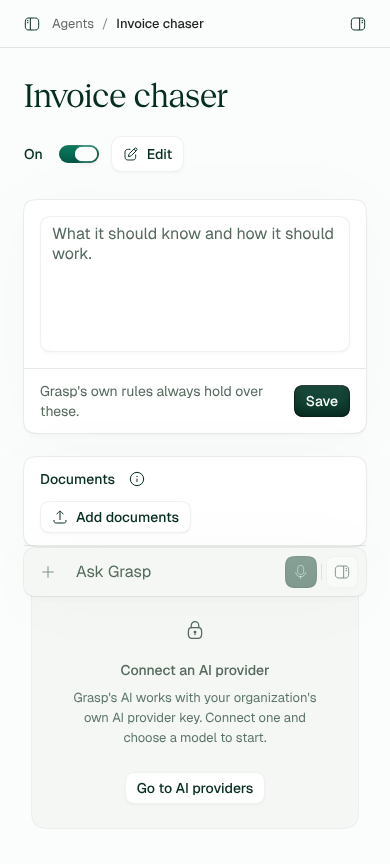 Agents / Invoice chaser
Invoice chaser
On
Edit
What it should know and how it should
work.
Grasp's own rules always hold over
these.
Save
Documents
Add documents
Ask Grasp
Connect an AI provider
Grasp's AI works with your organization's
own AI provider key. Connect one and
choose a model to start.
Go to AI providers